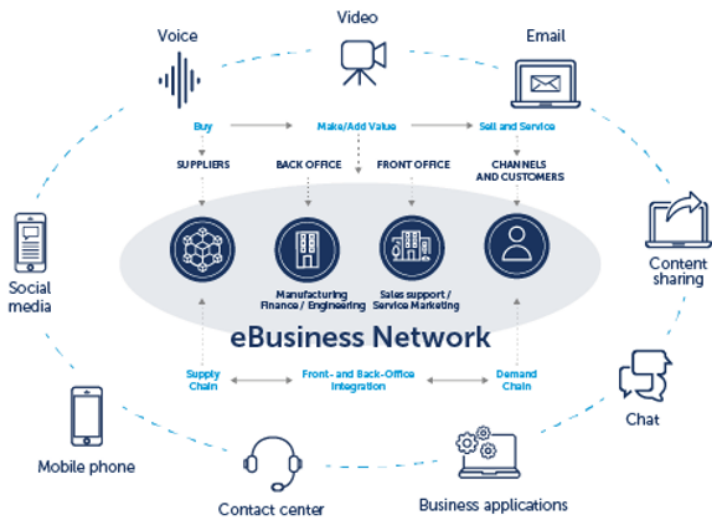 Video
Voice
Email
Buy
Make/Add Value
Sell and Service
SUPPLIERS
BACK OFFICE
FRONT OFFICE
CHANNELS
AND CUSTOMERS
Social
media
Content
sharing
Manufacturing
Finance / Engineering
Sales support /
Service Marketing
eBusiness Network
Supply
Chain
Front- and Back-Office
Integration
Demand
Chain
Chat
Mobile phone
Contact center
Business applications